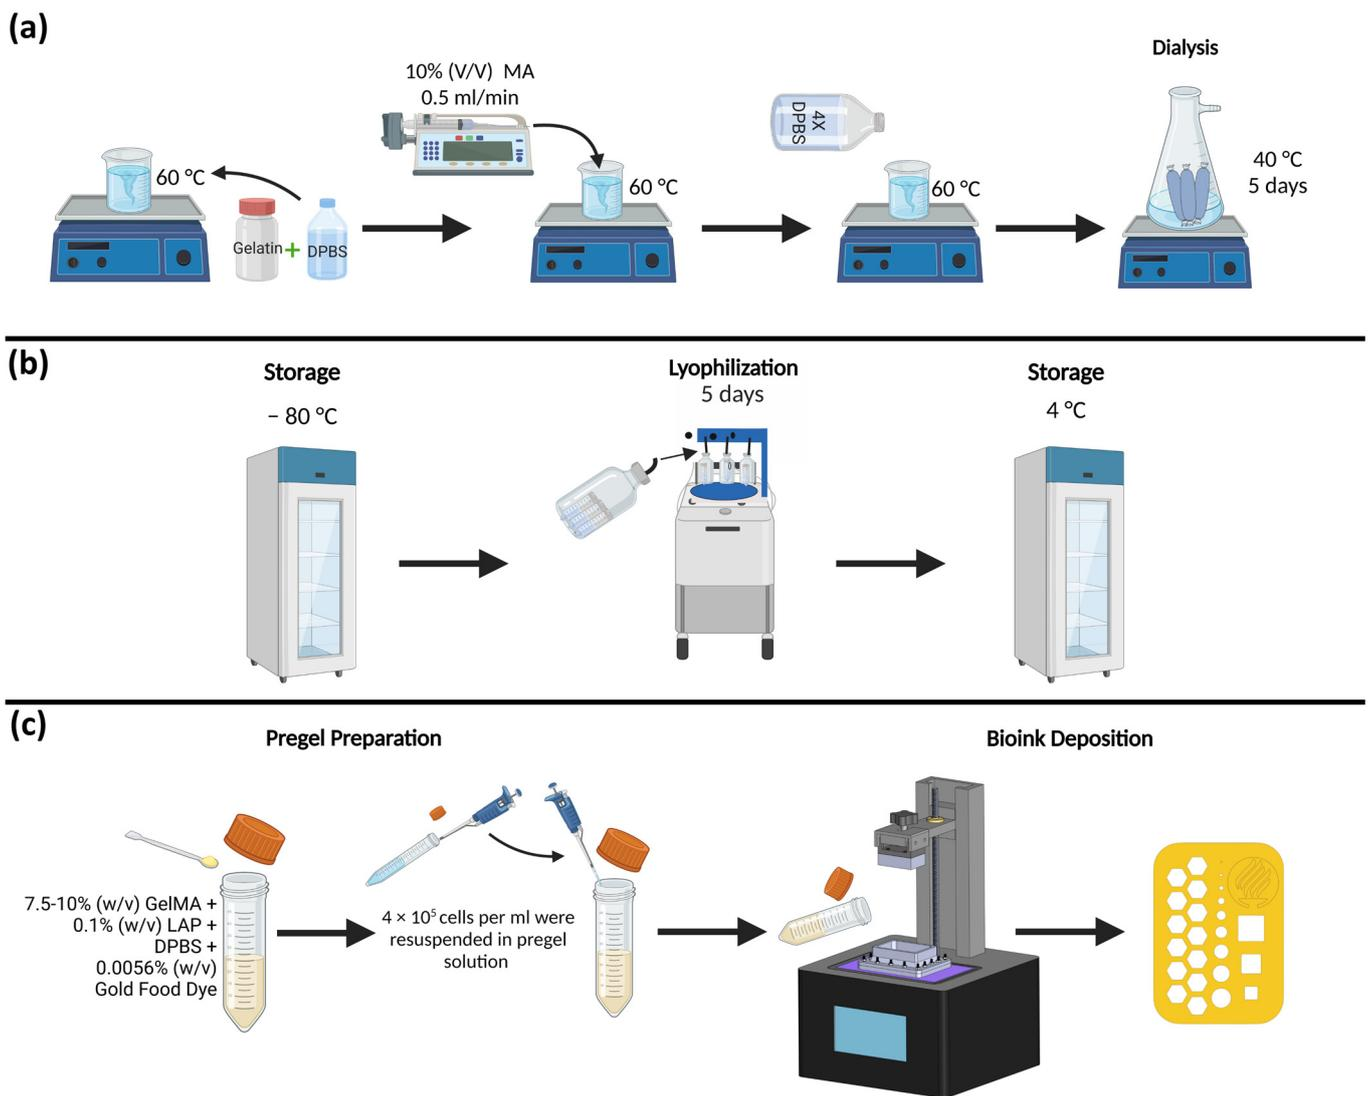 (a)
Dialysis
10% (V/V) MA
0.5 ml/min
4X
DPBS
60 °C
60 °C
60 °C
40 °C
5 days
Gelatin + DPBS
(b)
Storage
− 80 °C
Lyophilization
5 days
Storage
4 °C
(c)
Pregel Preparation
Bioink Deposition
7.5-10% (w/v) GelMA +
0.1% (w/v) LAP +
DPBS +
0.0056% (w/v)
Gold Food Dye
4 × 10⁵ cells per ml were
resuspended in pregel
solution